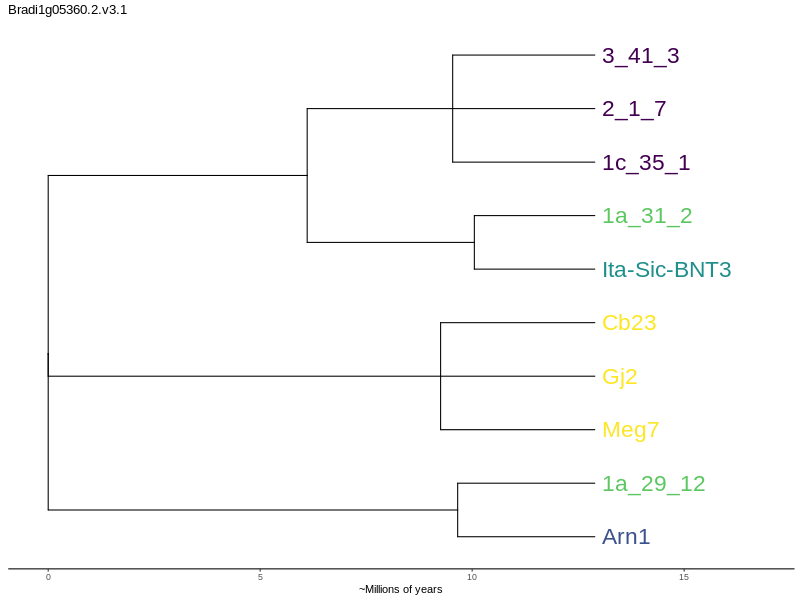 Bradi1g05360.2.v3.1
3_41_3
2_1_7
1c_35_1
1a_31_2
Ita-Sic-BNT3
Cb23
Gj2
Meg7
1a_29_12
Arn1
0 5 10 15
~Millions of years